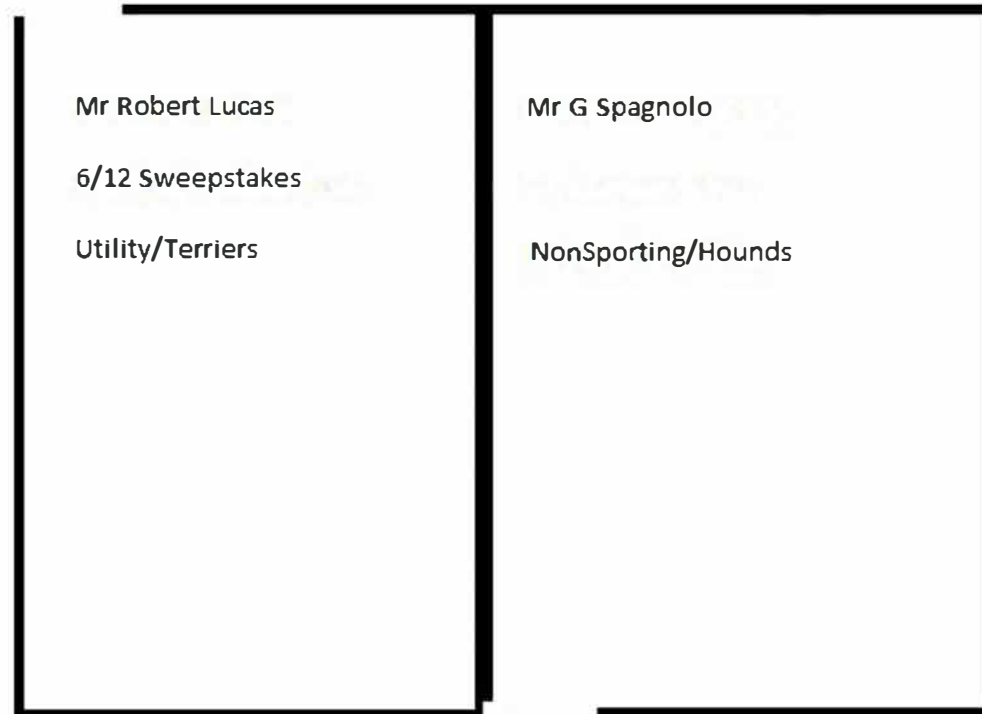 Mr Robert Lucas
6/12 Sweepstakes
Utility/Terriers
Mr G Spagnolo
NonSporting/Hounds